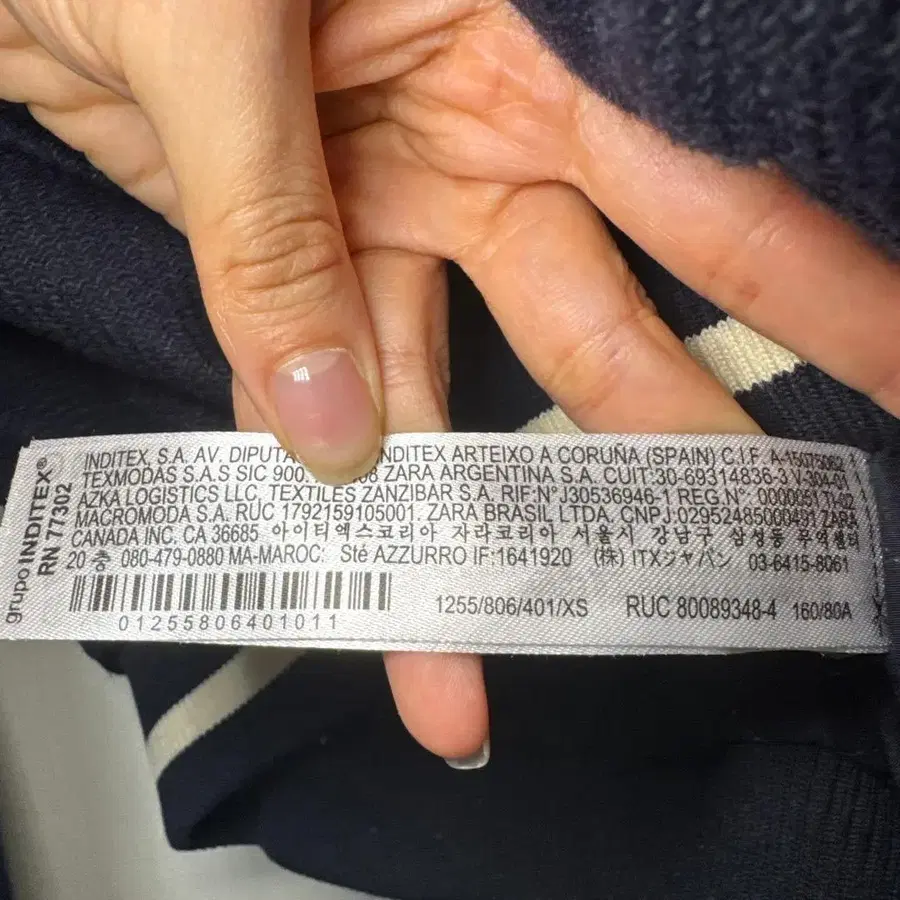 grupo INDITEX®
RN 77302
INDITEX, S.A. AV. DIPUTA INDITEX ARTEIXO A CORUÑA (SPAIN) C.I.F. A-15075062
TEXMODAS S.A.S SIC 900. ZARA ARGENTINA S.A. CUIT:30-69314836-3 V-304-01
AZKA LOGISTICS LLC, TEXTILES ZANZIBAR S.A. RIF:N°J30536946-1 REG.N° 0000051 TI-02
MACROMODA S.A. RUC 1792159105001. ZARA BRASIL LTDA, CNPJ:02952485000491 ZARA
CANADA INC, CA 36685 아이티엑스코리아 자라코리아 서울시 강남구 삼성동 무역센터
20 층 080-479-0880 MA-MAROC: Sté AZZURRO IF:1641920 (株) ITXジャパン 03-6415-8061
01255806401011 1255/806/401/XS RUC 80089348-4 160/80A